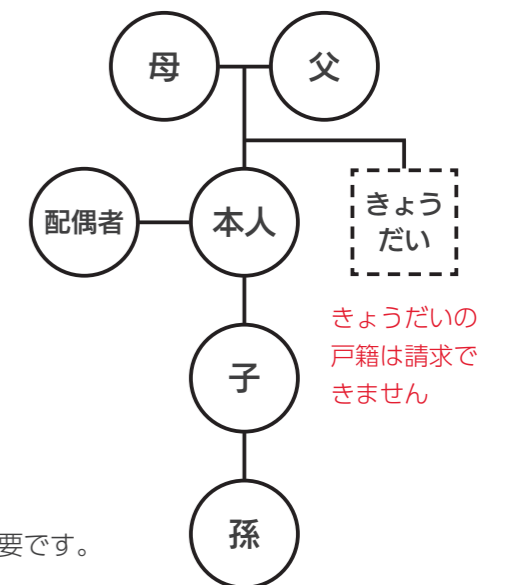 母
父
配偶者
本人
きょう
だい
きょうだいの
戸籍は請求で
きません
子
孫
要です。